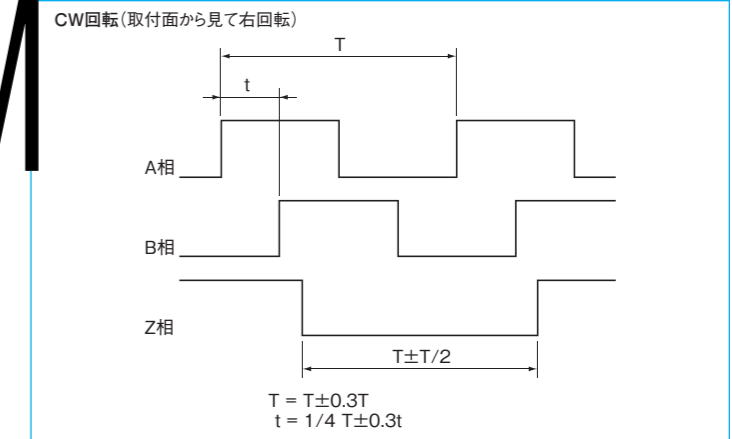 CW回転(取付面から見て右回転)
T
t
A相
B相
Z相
T±T/2
T = T±0.3T
t = 1/4 T±0.3t